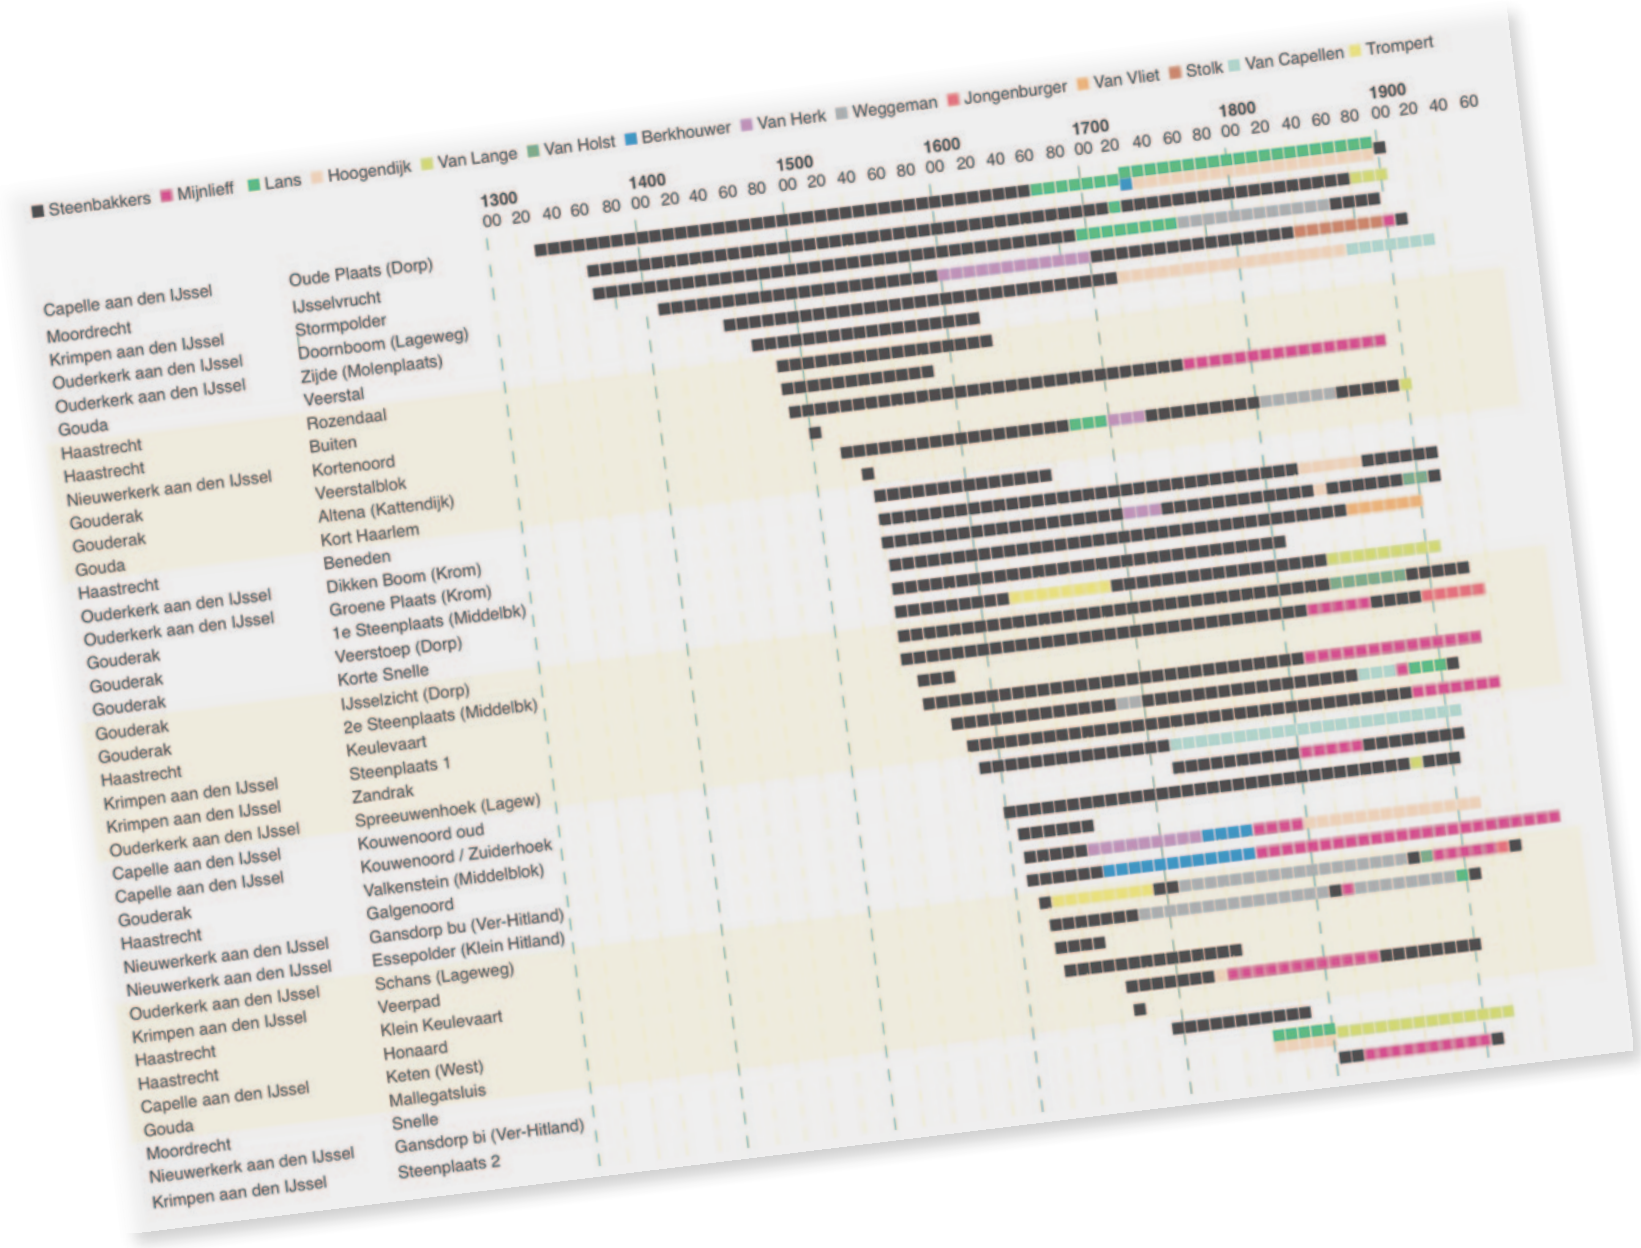 Steenbakkers Mijnlieff Lans Hoogendijk Van Lange Van Holst Berkhouwer Van Herk Weggeman Jongenburger Van Vliet Stolk Van Capellen Trompert
1300 1400 1500 1600 1700 1800 1900
00 20 40 60 80 00 20 40 60 80 00 20 40 60 80 00 20 40 60 80 00 20 40 60 80 00 20 40 60 80 00 20 40 60
Capelle aan den IJssel Oude Plaats (Dorp)
Moordrecht IJsselvrucht
Krimpen aan den IJssel Stormpolder
Ouderkerk aan den IJssel Doornboom (Lageweg)
Ouderkerk aan den IJssel Zijde (Molenplaats)
Gouda Veerstal
Haastrecht Rozendaal
Haastrecht Buiten
Nieuwerkerk aan den IJssel Kortenoord
Gouderak Veerstalblok
Gouderak Altena (Kattendijk)
Gouda Kort Haarlem
Haastrecht Beneden
Ouderkerk aan den IJssel Dikken Boom (Krom)
Ouderkerk aan den IJssel Groene Plaats (Krom)
Gouderak 1e Steenplaats (Middelbk)
Gouderak Veerstoep (Dorp)
Gouderak Korte Snelle
Gouderak IJsselzicht (Dorp)
Gouderak 2e Steenplaats (Middelbk)
Haastrecht Keulevaart
Krimpen aan den IJssel Steenplaats 1
Krimpen aan den IJssel Zandrak
Ouderkerk aan den IJssel Spreeuwenhoek (Lagew)
Capelle aan den IJssel Kouwenoord oud
Capelle aan den IJssel Kouwenoord / Zuiderhoek
Gouderak Valkenstein (Middelblok)
Haastrecht Galgenoord
Nieuwerkerk aan den IJssel Gansdorp bu (Ver-Hitland)
Nieuwerkerk aan den IJssel Essepolder (Klein Hitland)
Ouderkerk aan den IJssel Schans (Lageweg)
Krimpen aan den IJssel Veerpad
Haastrecht Klein Keulevaart
Haastrecht Honaard
Capelle aan den IJssel Keten (West)
Gouda Mallegatsluis
Moordrecht Snelle
Nieuwerkerk aan den IJssel Gansdorp bi (Ver-Hitland)
Krimpen aan den IJssel Steenplaats 2